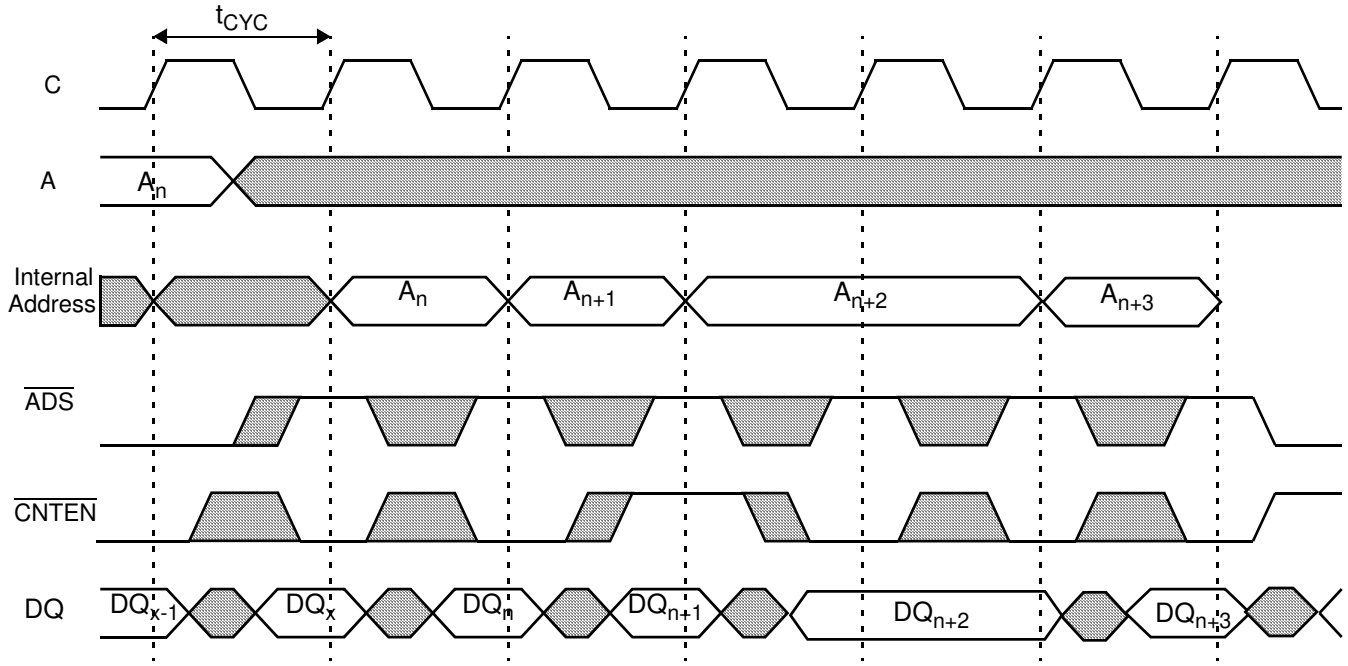 tCYC
C
A
An
Internal
Address
An
An+1
An+2
An+3
ADS
CNTEN
DQ
DQx-1
DQx
DQn
DQn+1
DQn+2
DQn+3